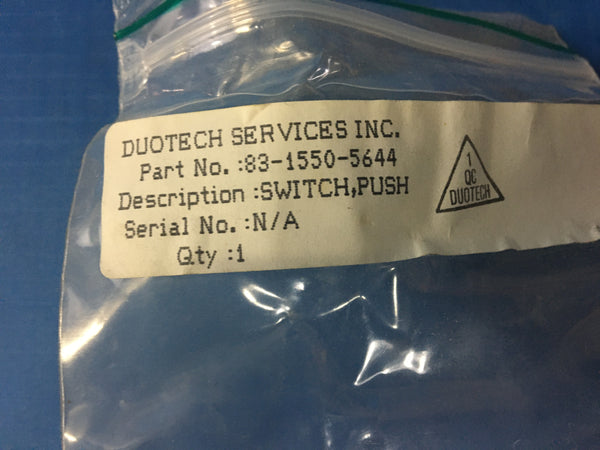 DUOTECH SERVICES INC.
Part No. :83-1550-5644
Description :SWITCH,PUSH
Serial No. :N/A
Qty :1
1
QC
DUOTECH